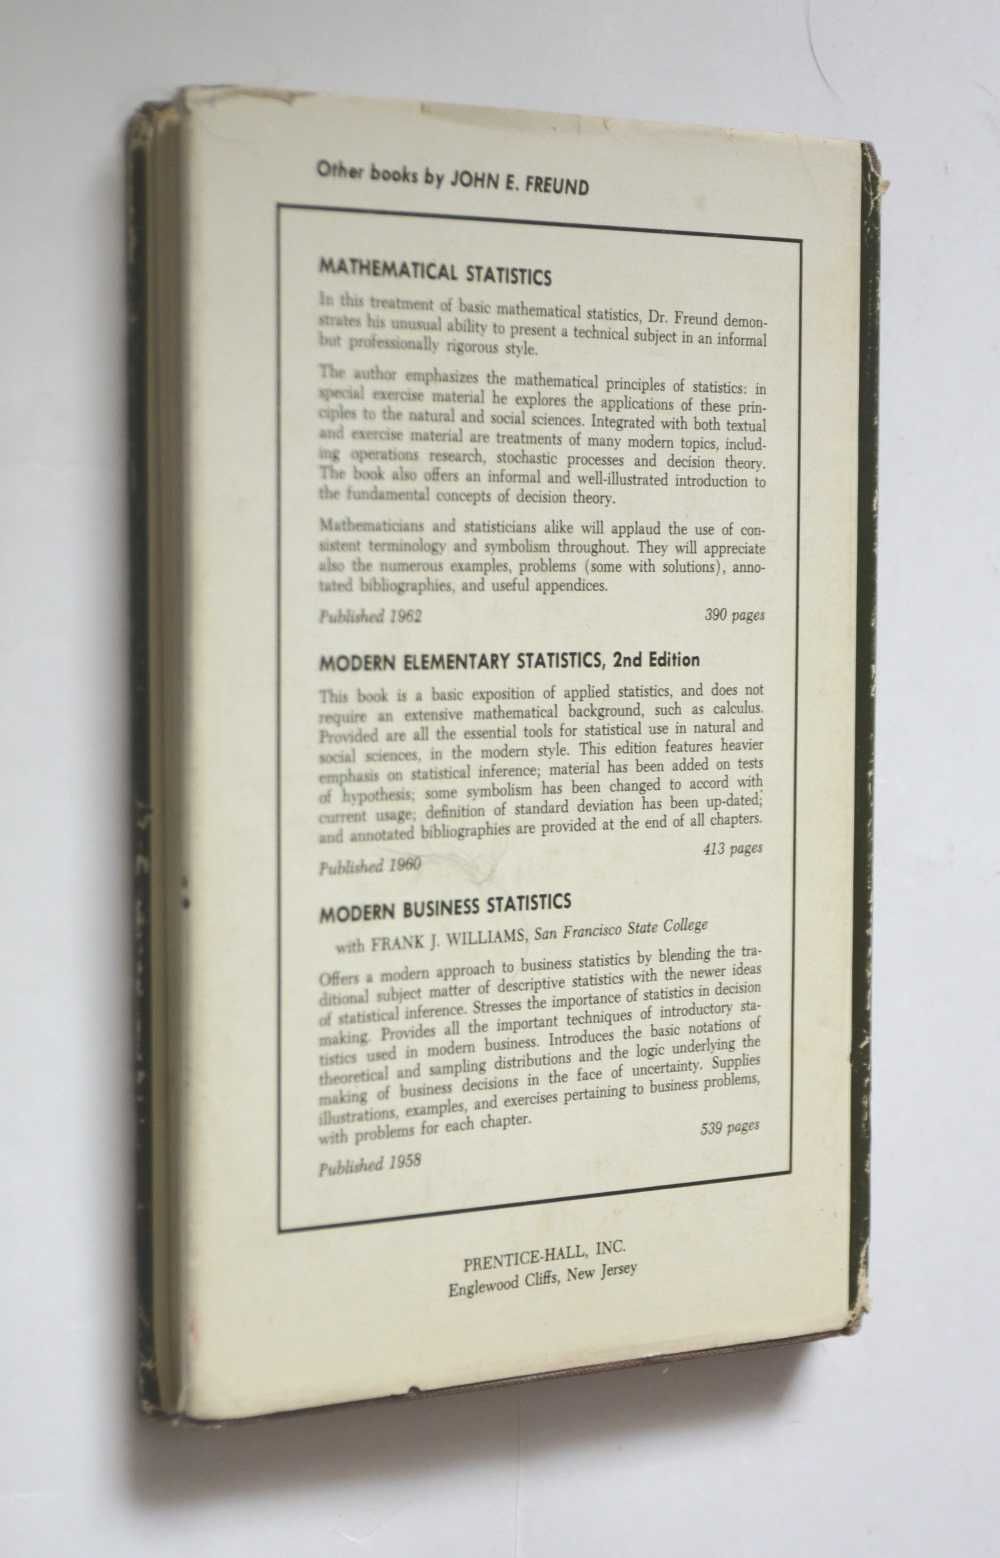 Other books by JOHN E. FREUND
MATHEMATICAL STATISTICS
In this treatment of basic mathematical statistics, Dr. Freund demon-
strates his unusual ability to present a technical subject in an informal
but professionally rigorous style.
The author emphasizes the mathematical principles of statistics: in
special exercise material he explores the applications of these prin-
ciples to the natural and social sciences. Integrated with both textual
and exercise material are treatments of many modern topics, includ-
ing operations research, stochastic processes and decision theory.
The book also offers an informal and well-illustrated introduction to
the fundamental concepts of decision theory.
Mathematicians and statisticians alike will applaud the use of con-
sistent terminology and symbolism throughout. They will appreciate
also the numerous examples, problems (some with solutions), anno-
tated bibliographies, and useful appendices.
Published 1962 390 pages
MODERN ELEMENTARY STATISTICS, 2nd Edition
This book is a basic exposition of applied statistics, and does not
require an extensive mathematical background, such as calculus.
Provided are all the essential tools for statistical use in natural and
social sciences, in the modern style. This edition features heavier
emphasis on statistical inference; material has been added on tests
of hypothesis; some symbolism has been changed to accord with
current usage; definition of standard deviation has been up-dated;
and annotated bibliographies are provided at the end of all chapters.
Published 1960 413 pages
MODERN BUSINESS STATISTICS
with FRANK J. WILLIAMS, San Francisco State College
Offers a modern approach to business statistics by blending the tra-
ditional subject matter of descriptive statistics with the newer ideas
of statistical inference. Stresses the importance of statistics in decision
making. Provides all the important techniques of introductory sta-
tistics used in modern business. Introduces the basic notations of
theoretical and sampling distributions and the logic underlying the
making of business decisions in the face of uncertainty. Supplies
illustrations, examples, and exercises pertaining to business problems,
with problems for each chapter.
Published 1958 539 pages
PRENTICE-HALL, INC.
Englewood Cliffs, New Jersey